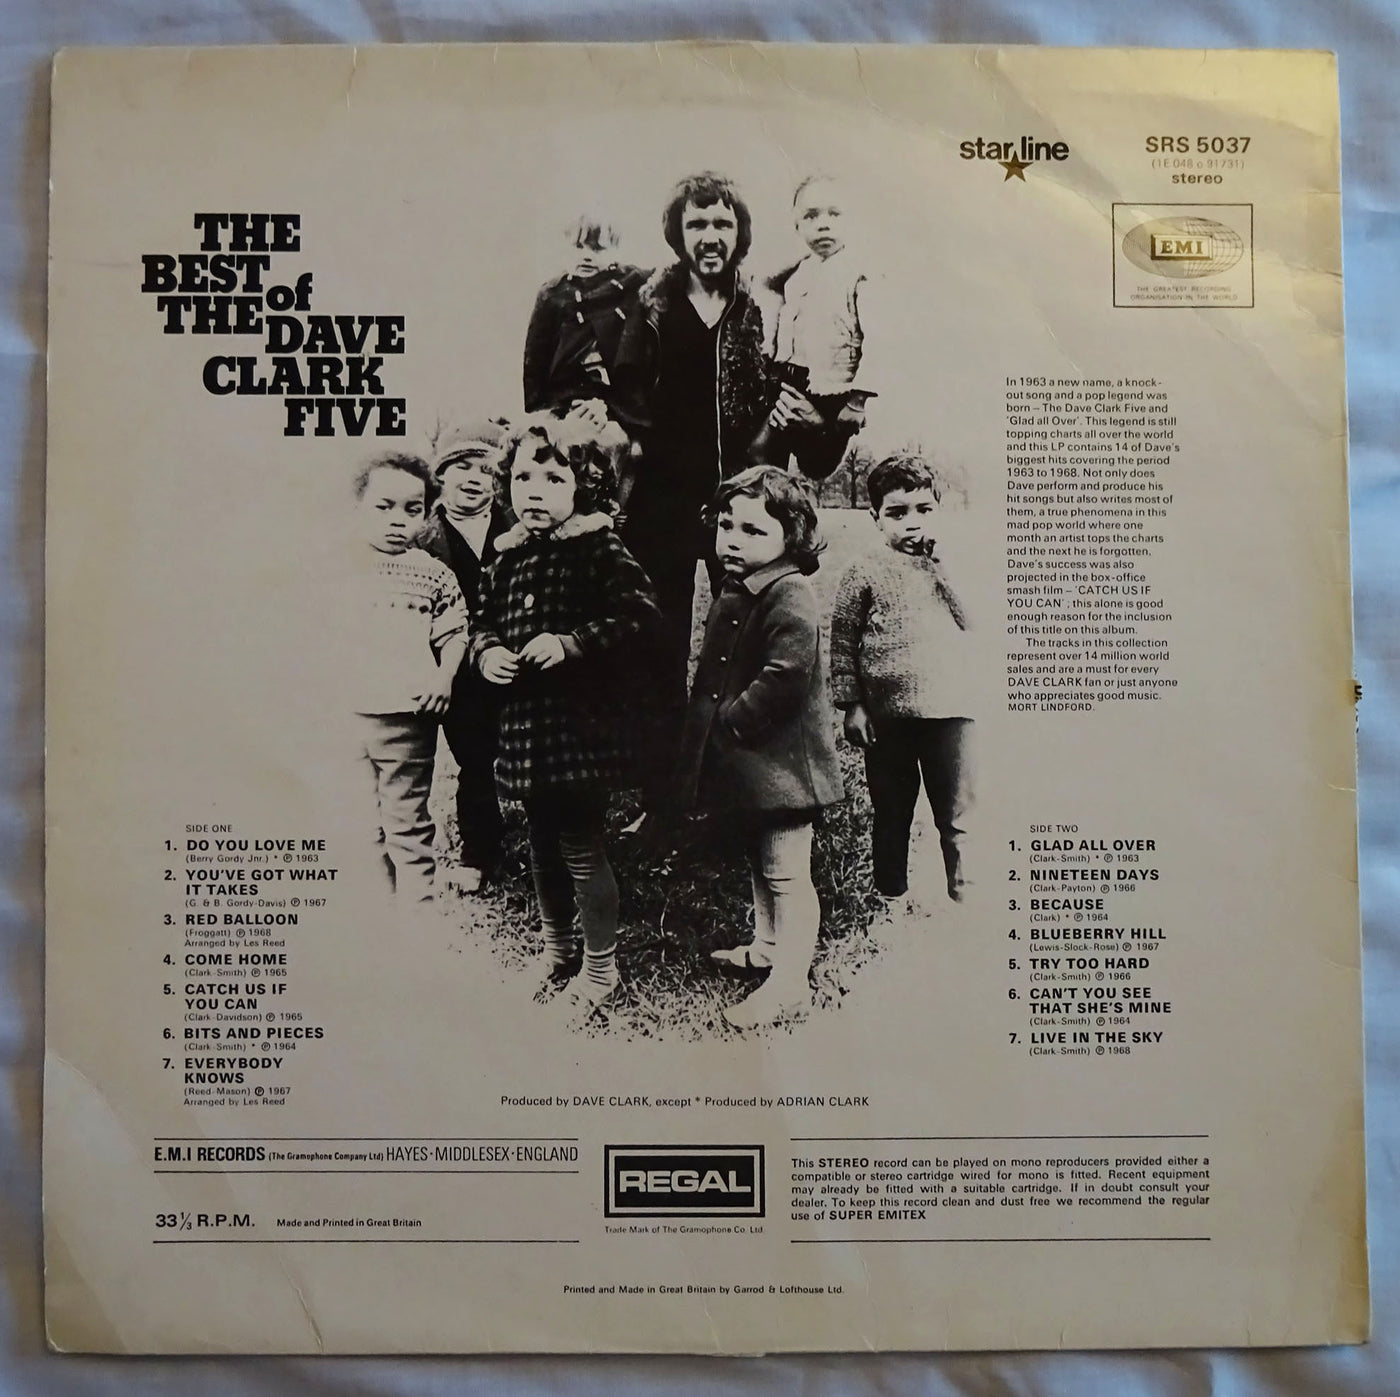 star line
SRS 5037
(1E 048 o 91731)
stereo
EMI
THE GREATEST RECORDING
ORGANISATION IN THE WORLD
THE
BEST of
THE DAVE
CLARK
FIVE
In 1963 a new name, a knock-
out song and a pop legend was
born – The Dave Clark Five and
‘Glad all Over’. This legend is still
topping charts all over the world
and this LP contains 14 of Dave's
biggest hits covering the period
1963 to 1968. Not only does
Dave perform and produce his
hit songs but also writes most of
them, a true phenomena in this
mad pop world where one
month an artist tops the charts
and the next he is forgotten.
Dave's success was also
projected in the box-office
smash film – ‘CATCH US IF
YOU CAN’ ; this alone is good
enough reason for the inclusion
of this title on this album.
The tracks in this collection
represent over 14 million world
sales and are a must for every
DAVE CLARK fan or just anyone
who appreciates good music.
MORT LINDFORD.
SIDE ONE
1. DO YOU LOVE ME
(Berry Gordy Jnr.) * ℗ 1963
2. YOU'VE GOT WHAT
IT TAKES
(G. & B. Gordy-Davis) ℗ 1967
3. RED BALLOON
(Froggatt) ℗ 1968
Arranged by Les Reed
4. COME HOME
(Clark-Smith) ℗ 1965
5. CATCH US IF
YOU CAN
(Clark-Davidson) ℗ 1965
6. BITS AND PIECES
(Clark-Smith) * ℗ 1964
7. EVERYBODY
KNOWS
(Reed-Mason) ℗ 1967
Arranged by Les Reed
SIDE TWO
1. GLAD ALL OVER
(Clark-Smith) * ℗ 1963
2. NINETEEN DAYS
(Clark-Payton) ℗ 1966
3. BECAUSE
(Clark) * ℗ 1964
4. BLUEBERRY HILL
(Lewis-Stock-Rose) ℗ 1967
5. TRY TOO HARD
(Clark-Smith) ℗ 1966
6. CAN'T YOU SEE
THAT SHE'S MINE
(Clark-Smith) ℗ 1964
7. LIVE IN THE SKY
(Clark-Smith) ℗ 1968
Produced by DAVE CLARK, except * Produced by ADRIAN CLARK
E.M.I RECORDS (The Gramophone Company Ltd) HAYES·MIDDLESEX·ENGLAND
33⅓ R.P.M. Made and Printed in Great Britain
REGAL
Trade Mark of The Gramophone Co. Ltd.
This STEREO record can be played on mono reproducers provided either a
compatible or stereo cartridge wired for mono is fitted. Recent equipment
may already be fitted with a suitable cartridge. If in doubt consult your
dealer. To keep this record clean and dust free we recommend the regular
use of SUPER EMITEX
Printed and Made in Great Britain by Garrod & Lofthouse Ltd.